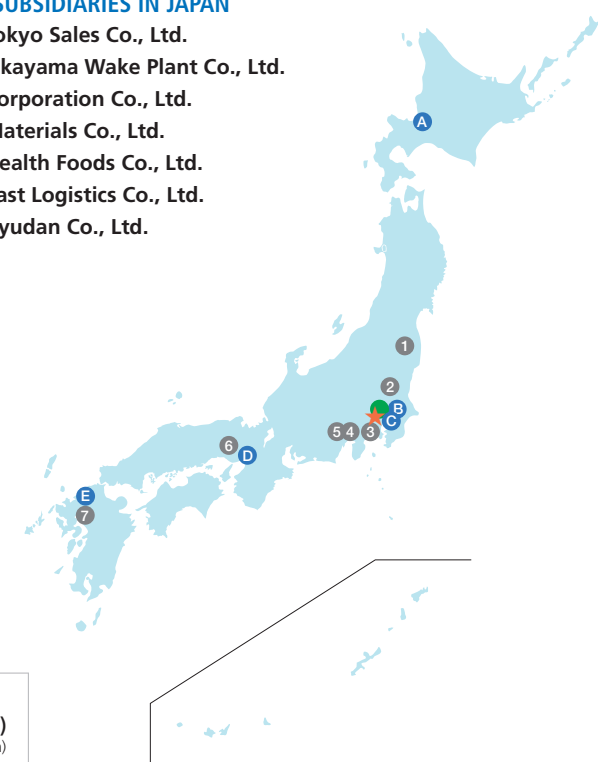 SUBSIDIARIES IN JAPAN
okyo Sales Co., Ltd.
kayama Wake Plant Co., Ltd.
orporation Co., Ltd.
Materials Co., Ltd.
ealth Foods Co., Ltd.
ast Logistics Co., Ltd.
yudan Co., Ltd.
A
1
2
B
C
5 4 3
6
D
E
7
)
)